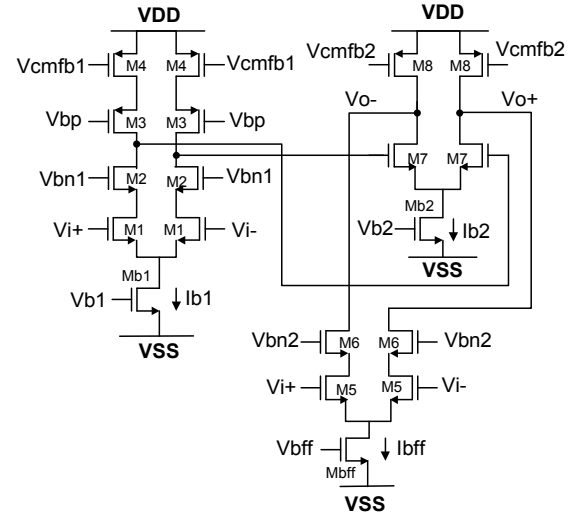 VDD
VDD
Vcmfb1
M4
M4
Vcmfb1
Vcmfb2
M8
M8
Vcmfb2
Vo-
Vo+
Vbp
M3
M3
Vbp
M7
M7
Vbn1
M2
M2
Vbn1
Vi+
M1
M1
Vi-
Mb2
Vb2
Ib2
VSS
Mb1
Vb1
Ib1
VSS
Vbn2
M6
M6
Vbn2
Vi+
M5
M5
Vi-
Vbff
Ibff
Mbff
VSS